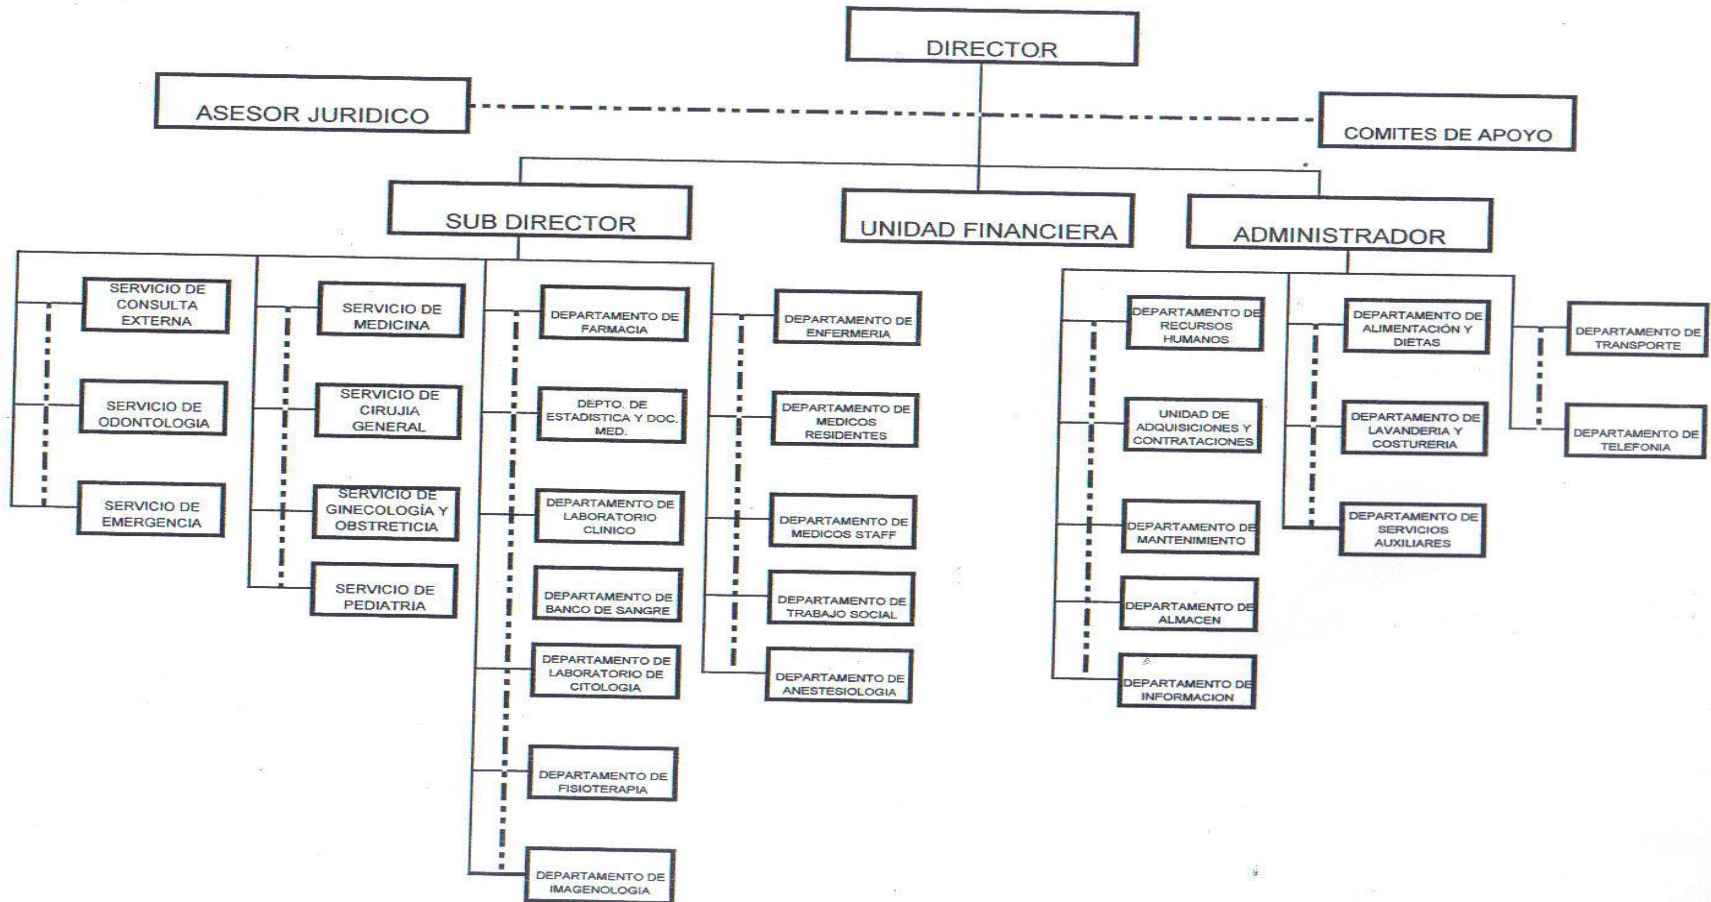 DIRECTOR
ASESOR JURIDICO
COMITES DE APOYO
SUB DIRECTOR
UNIDAD FINANCIERA
ADMINISTRADOR
SERVICIO DE
CONSULTA
EXTERNA
SERVICIO DE
ODONTOLOGIA
SERVICIO DE
EMERGENCIA
SERVICIO DE
MEDICINA
SERVICIO DE
CIRUJIA
GENERAL
SERVICIO DE
GINECOLOGÍA Y
OBSTRETICIA
SERVICIO DE
PEDIATRIA
DEPARTAMENTO DE
FARMACIA
DEPTO. DE
ESTADISTICA Y DOC.
MED.
DEPARTAMENTO DE
LABORATORIO
CLINICO
DEPARTAMENTO DE
BANCO DE SANGRE
DEPARTAMENTO DE
LABORATORIO DE
CITOLOGIA
DEPARTAMENTO DE
FISIOTERAPIA
DEPARTAMENTO DE
IMAGENOLOGIA
DEPARTAMENTO DE
ENFERMERIA
DEPARTAMENTO DE
MEDICOS
RESIDENTES
DEPARTAMENTO DE
MEDICOS STAFF
DEPARTAMENTO DE
TRABAJO SOCIAL
DEPARTAMENTO DE
ANESTESIOLOGIA
DEPARTAMENTO DE
RECURSOS
HUMANOS
UNIDAD DE
ADQUISICIONES Y
CONTRATACIONES
DEPARTAMENTO DE
MANTENIMIENTO
DEPARTAMENTO DE
ALMACEN
DEPARTAMENTO DE
INFORMACION
DEPARTAMENTO DE
ALIMENTACIÓN Y
DIETAS
DEPARTAMENTO DE
LAVANDERIA Y
COSTURERIA
DEPARTAMENTO DE
SERVICIOS
AUXILIARES
DEPARTAMENTO DE
TRANSPORTE
DEPARTAMENTO DE
TELEFONIA